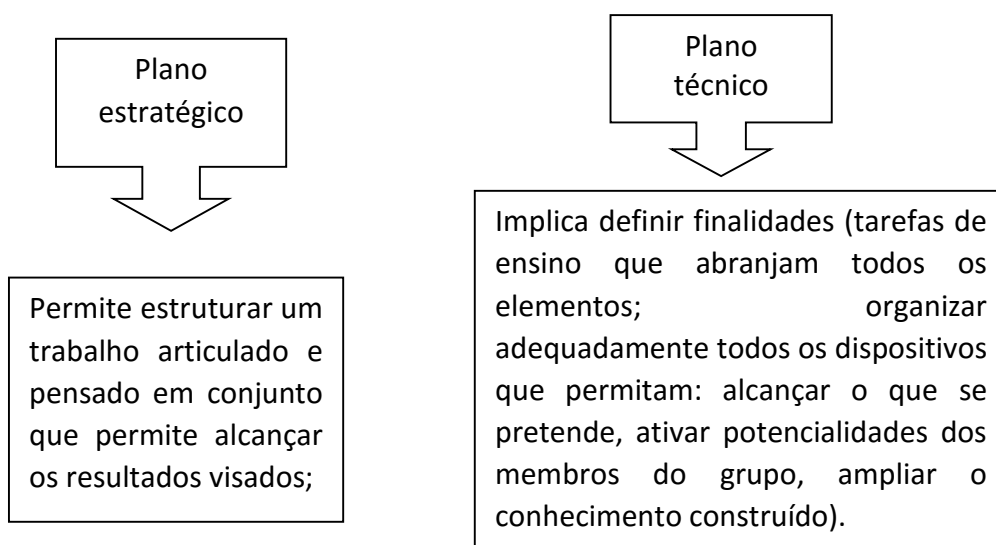 Plano
estratégico
Permite estruturar um
trabalho articulado e
pensado em conjunto
que permite alcançar
os resultados visados;
Plano
técnico
Implica definir finalidades (tarefas de
ensino que abranjam todos os
elementos; organizar
adequadamente todos os dispositivos
que permitam: alcançar o que se
pretende, ativar potencialidades dos
membros do grupo, ampliar o
conhecimento construído).